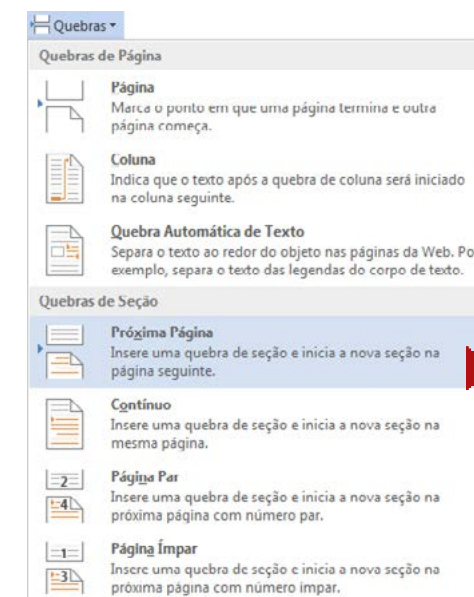 Quebras
Quebras de Página
Página
Marca o ponto em que uma página termina e outra
página começa.
Coluna
Indica que o texto após a quebra de coluna será iniciado
na coluna seguinte.
Quebra Automática de Texto
Separa o texto ao redor do objeto nas páginas da Web. Po
exemplo, separa o texto das legendas do corpo de texto.
Quebras de Seção
Próxima Página
Insere uma quebra de seção e inicia a nova seção na
página seguinte.
Contínuo
Insere uma quebra de seção e inicia a nova seção na
mesma página.
2
4
Página Par
Insere uma quebra de seção e inicia a nova seção na
próxima página com número par.
1
3
Página Ímpar
Insere uma quebra de seção e inicia a nova seção na
próxima página com número ímpar.